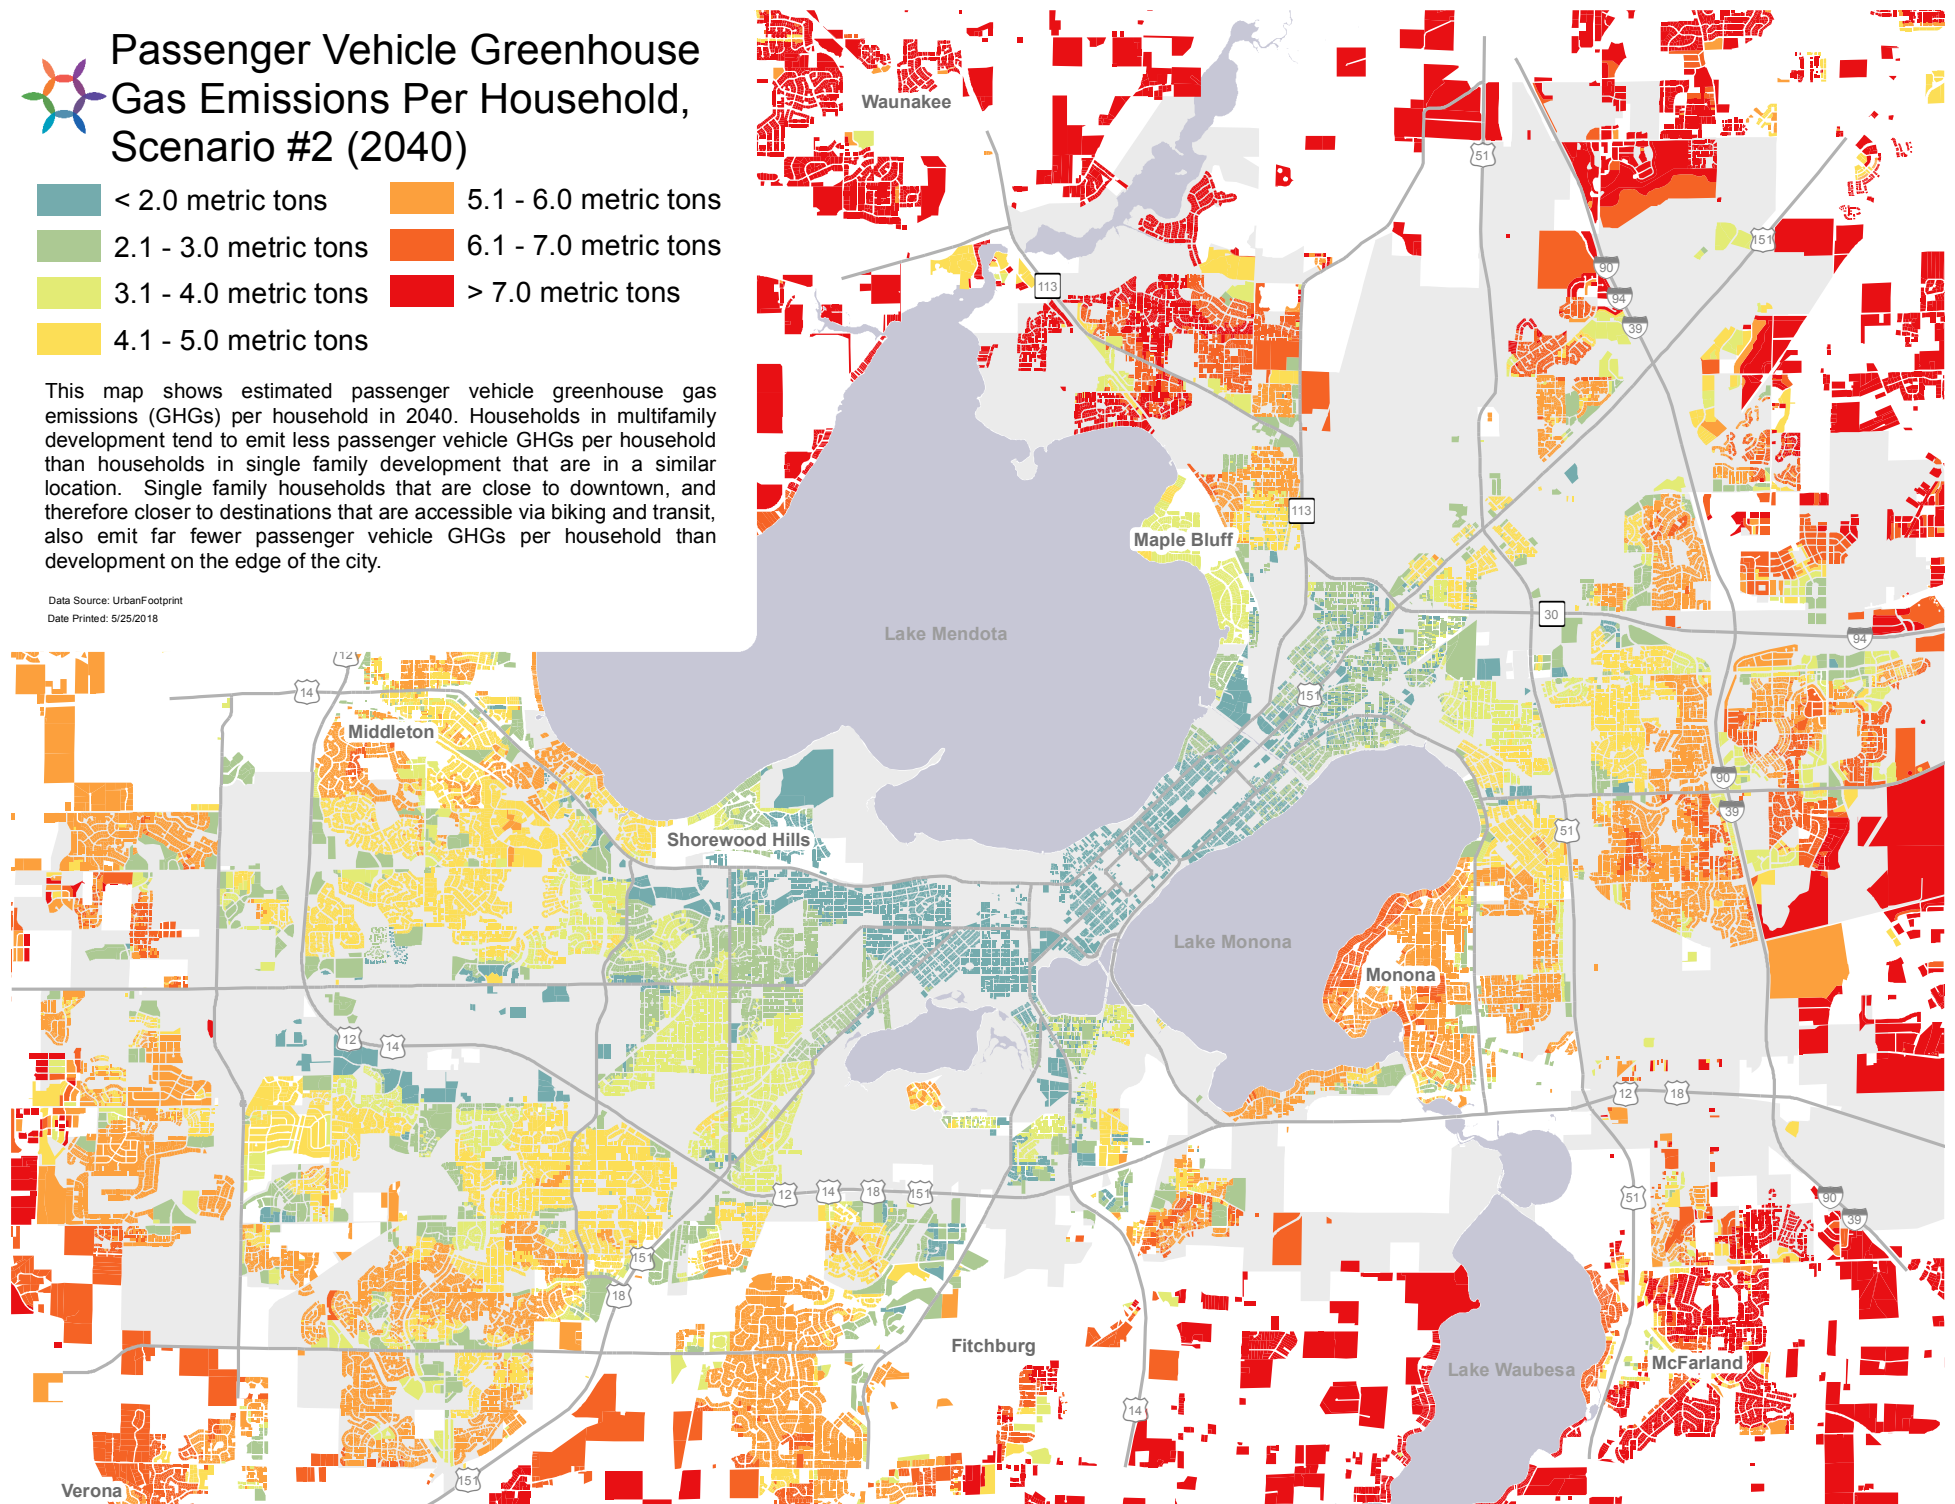 Passenger Vehicle Greenhouse
Gas Emissions Per Household,
Scenario #2 (2040)
< 2.0 metric tons
2.1 - 3.0 metric tons
3.1 - 4.0 metric tons
4.1 - 5.0 metric tons
5.1 - 6.0 metric tons
6.1 - 7.0 metric tons
> 7.0 metric tons
This map shows estimated passenger vehicle greenhouse gas
emissions (GHGs) per household in 2040. Households in multifamily
development tend to emit less passenger vehicle GHGs per household
than households in single family development that are in a similar
location. Single family households that are close to downtown, and
therefore closer to destinations that are accessible via biking and transit,
also emit far fewer passenger vehicle GHGs per household than
development on the edge of the city.
Data Source: UrbanFootprint
Date Printed: 5/25/2018
Waunakee
51
151
90
94
39
113
113
Maple Bluff
30
94
Lake Mendota
12
14
151
Middleton
90
39
51
Shorewood Hills
Lake Monona
Monona
12
14
12
18
12
14
18
151
51
90
39
151
18
Fitchburg
Lake Waubesa
McFarland
14
151
Verona